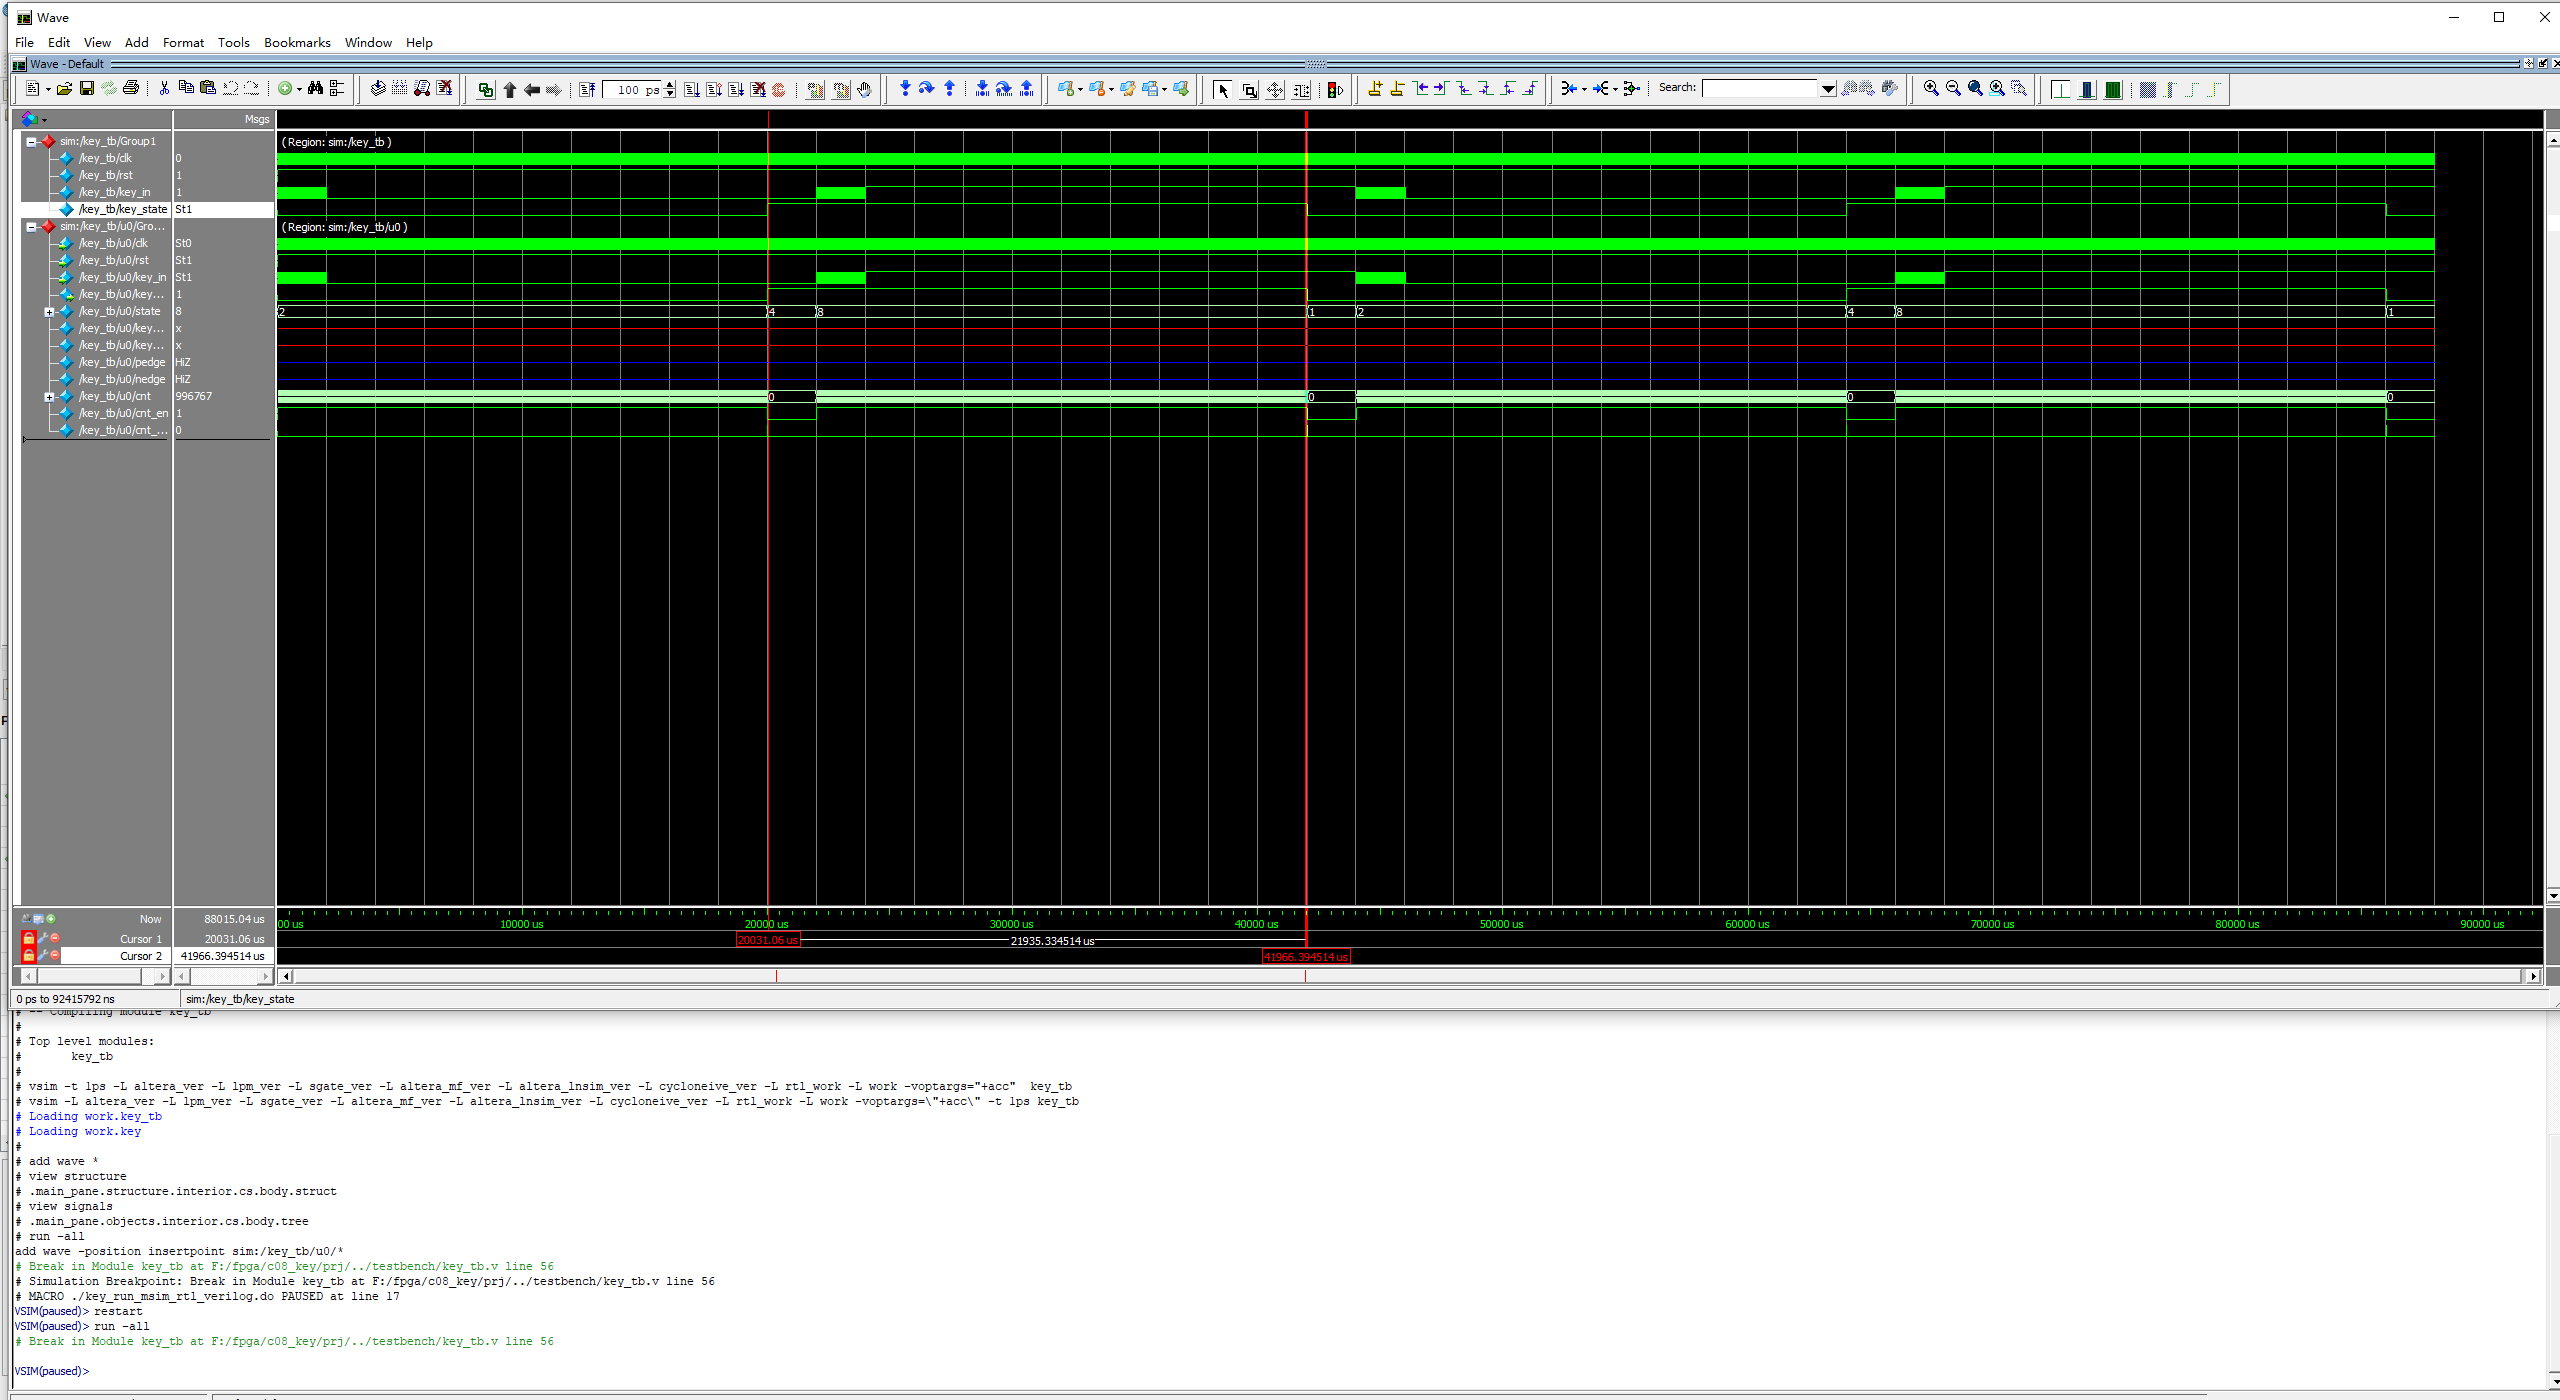 Wave
File Edit View Add Format Tools Bookmarks Window Help
Wave - Default
100 ps
Search:
Msgs
sim:/key_tb/Group1
(Region: sim:/key_tb )
/key_tb/clk 0
/key_tb/rst 1
/key_tb/key_in 1
/key_tb/key_state St1
sim:/key_tb/u0/Gro...
(Region: sim:/key_tb/u0 )
/key_tb/u0/clk St0
/key_tb/u0/rst St1
/key_tb/u0/key_in St1
/key_tb/u0/key... 1
/key_tb/u0/state 8 2 4 8 1 2 4 8 1
/key_tb/u0/key... x
/key_tb/u0/key... x
/key_tb/u0/pedge HiZ
/key_tb/u0/nedge HiZ
/key_tb/u0/cnt 996767 0 0 0 0
/key_tb/u0/cnt_en 1
/key_tb/u0/cnt_... 0
Now 88015.04 us 00 us 10000 us 20000 us 30000 us 40000 us 50000 us 60000 us 70000 us 80000 us 90000 us
Cursor 1 20031.06 us 20031.06 us 21935.334514 us
Cursor 2 41966.394514 us 41966.394514 us
0 ps to 92415792 ns sim:/key_tb/key_state
# -- Compiling module key_tb
#
# Top level modules:
# key_tb
#
# vsim -t 1ps -L altera_ver -L lpm_ver -L sgate_ver -L altera_mf_ver -L altera_lnsim_ver -L cycloneive_ver -L rtl_work -L work -voptargs="+acc" key_tb
# vsim -L altera_ver -L lpm_ver -L sgate_ver -L altera_mf_ver -L altera_lnsim_ver -L cycloneive_ver -L rtl_work -L work -voptargs=\"+acc\" -t 1ps key_tb
# Loading work.key_tb
# Loading work.key
#
# add wave *
# view structure
# .main_pane.structure.interior.cs.body.struct
# view signals
# .main_pane.objects.interior.cs.body.tree
# run -all
add wave -position insertpoint sim:/key_tb/u0/*
# Break in Module key_tb at F:/fpga/c08_key/prj/../testbench/key_tb.v line 56
# Simulation Breakpoint: Break in Module key_tb at F:/fpga/c08_key/prj/../testbench/key_tb.v line 56
# MACRO ./key_run_msim_rtl_verilog.do PAUSED at line 17
VSIM(paused)> restart
VSIM(paused)> run -all
# Break in Module key_tb at F:/fpga/c08_key/prj/../testbench/key_tb.v line 56
VSIM(paused)>